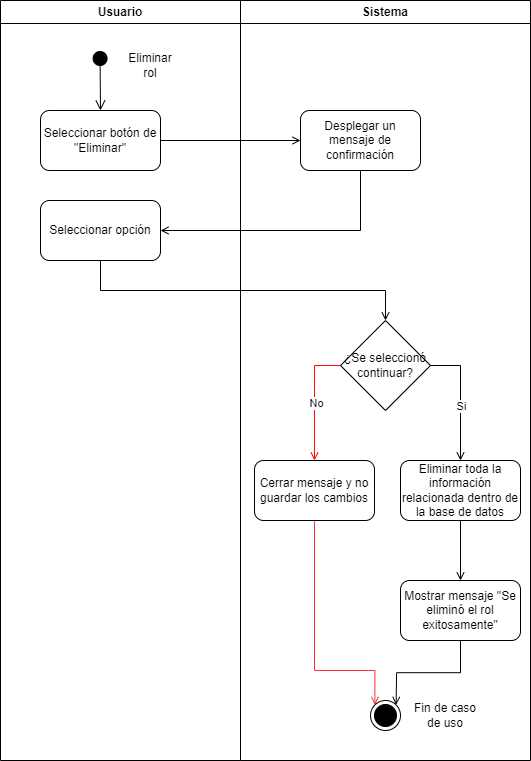 Usuario
Sistema
Eliminar
rol
Seleccionar botón de
"Eliminar"
Desplegar un
mensaje de
confirmación
Seleccionar opción
¿Se seleccionó
continuar?
No
Si
Cerrar mensaje y no
guardar los cambios
Eliminar toda la
información
relacionada dentro de
la base de datos
Mostrar mensaje "Se
eliminó el rol
exitosamente"
Fin de caso
de uso